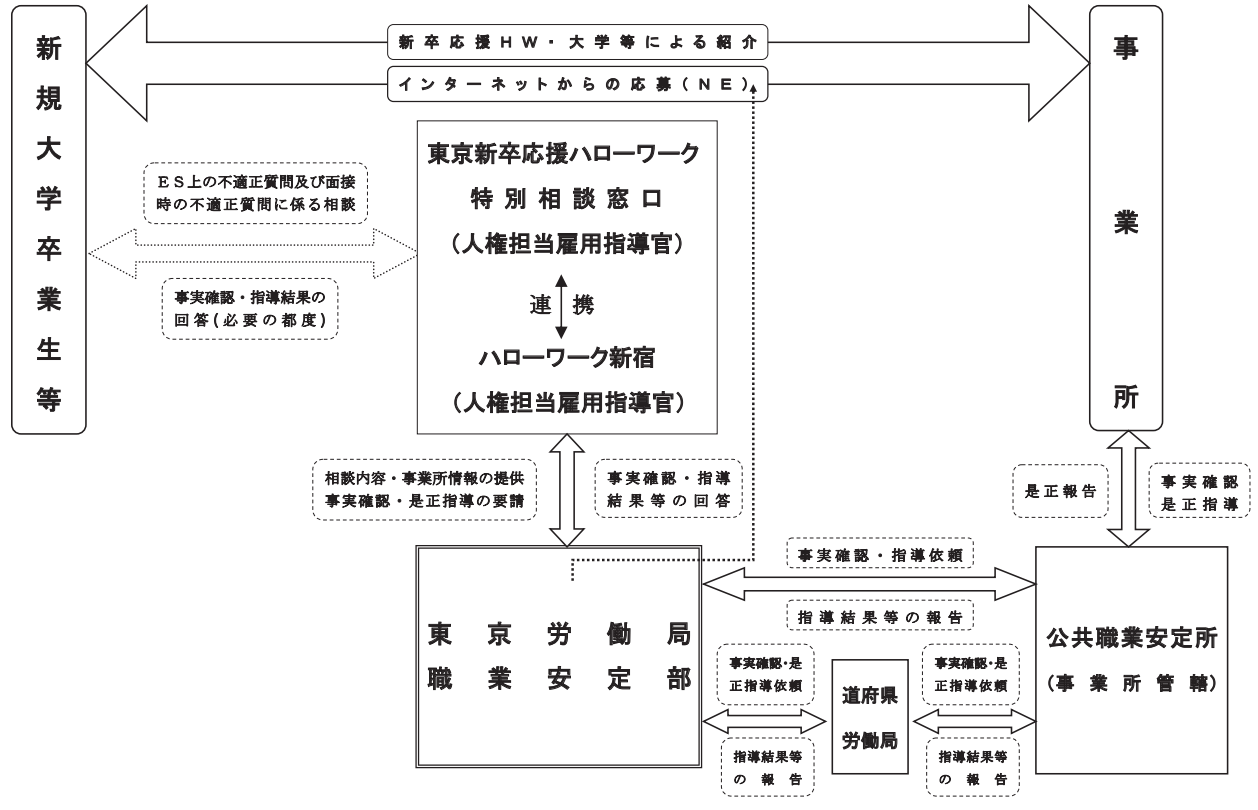 新規大学卒業生等
新卒応援ＨＷ・大学等による紹介
インターネットからの応募(ＮＥ)
事業所
東京新卒応援ハローワーク
特別相談窓口
（人権担当雇用指導官）
連携
ハローワーク新宿
（人権担当雇用指導官）
ＥＳ上の不適正質問及び面接
時の不適正質問に係る相談
事実確認・指導結果の
回答(必要の都度)
相談内容・事業所情報の提供
事実確認・是正指導の要請
事実確認・指導
結果等の回答
是正報告
事実確認
是正指導
東京労働局
職業安定部
事実確認・指導依頼
指導結果等の報告
公共職業安定所
（事業所管轄）
事実確認・是
正指導依頼
指導結果等
の報告
道府県
労働局
事実確認・是
正指導依頼
指導結果等
の報告